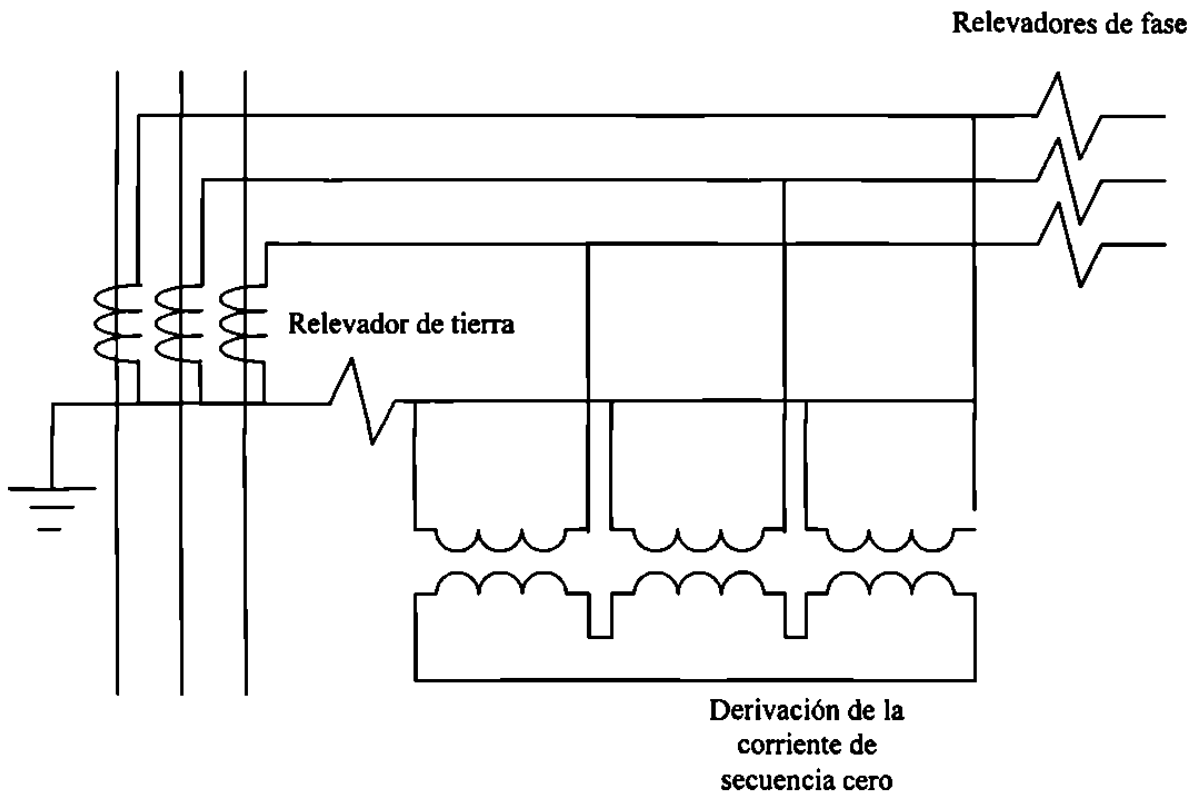 Relevadores de fase
Relevador de tierra
Derivación de la
corriente de
secuencia cero